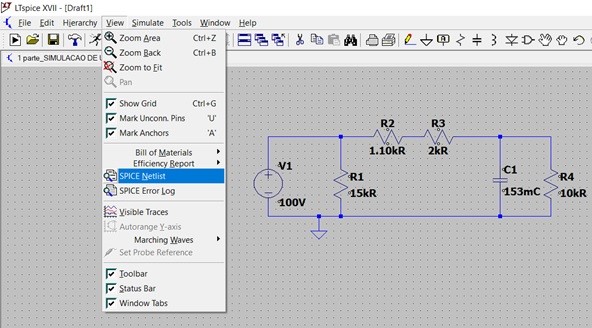 LTspice XVII - [Draft1]
File Edit Hierarchy View Simulate Tools Window Help
1 parte_SIMULACAO DE
Zoom Area Ctrl+Z
Zoom Back Ctrl+B
Zoom to Fit
Pan
Show Grid Ctrl+G
Mark Unconn. Pins 'U'
Mark Anchors 'A'
Bill of Materials
Efficiency Report
SPICE Netlist
SPICE Error Log
Visible Traces
Autorange Y-axis
Marching Waves
Set Probe Reference
Toolbar
Status Bar
Window Tabs
R2 R3
1.10kR 2kR
V1 R1 C1 R4
100V 15kR 153mC 10kR